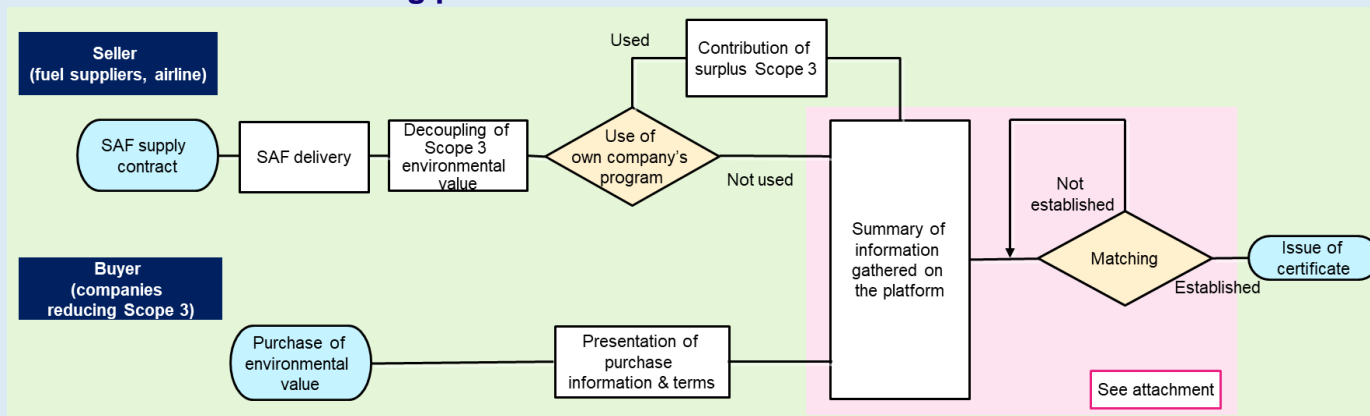 Seller
(fuel suppliers, airline)
SAF supply
contract
SAF delivery
Decoupling of
Scope 3
environmental
value
Use of
own company's
program
Used
Contribution of
surplus Scope 3
Not used
Buyer
(companies
reducing Scope 3)
Purchase of
environmental
value
Presentation of
purchase
information & terms
Summary of
information
gathered on
the platform
Not
established
Matching
Established
Issue of
certificate
See attachment